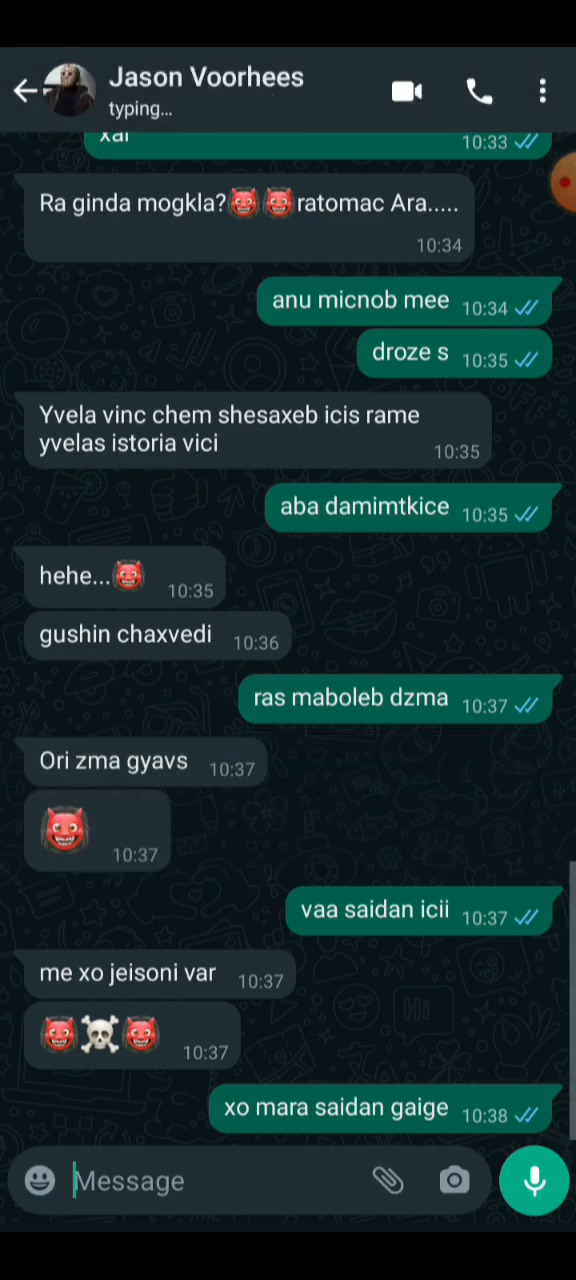 Jason Voorhees
typing...
xai
10:33
Ra ginda mogkla?👹👹ratomac Ara.....
10:34
anu micnob mee 10:34
droze s 10:35
Yvela vinc chem shesaxeb icis rame
yvelas istoria vici 10:35
aba damimtkice 10:35
hehe...👹 10:35
gushin chaxvedi 10:36
ras maboleb dzma 10:37
Ori zma gyavs 10:37
👹 10:37
vaa saidan icii 10:37
me xo jeisoni var 10:37
👹☠️👹 10:37
xo mara saidan gaige 10:38
Message